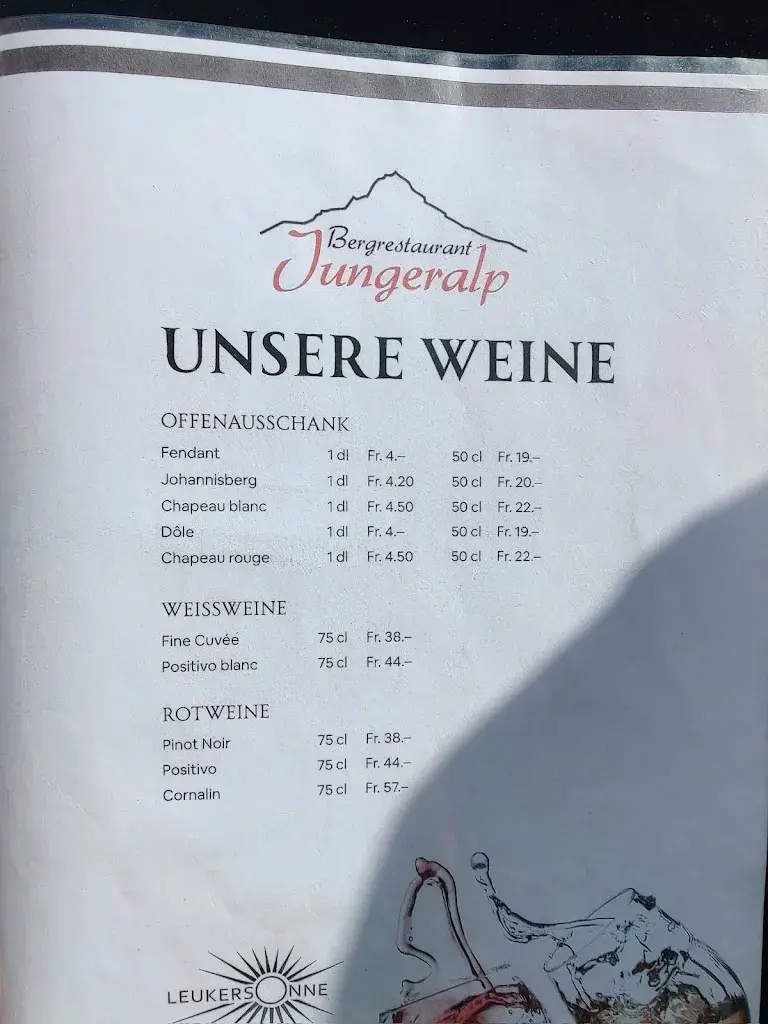 Bergrestaurant
Jungeralp
UNSERE WEINE
OFFENAUSSCHANK
Fendant 1 dl Fr. 4.– 50 cl Fr. 19.–
Johannisberg 1 dl Fr. 4.20 50 cl Fr. 20.–
Chapeau blanc 1 dl Fr. 4.50 50 cl Fr. 22.–
Dôle 1 dl Fr. 4.– 50 cl Fr. 19.–
Chapeau rouge 1 dl Fr. 4.50 50 cl Fr. 22.–
WEISSWEINE
Fine Cuvée 75 cl Fr. 38.–
Positivo blanc 75 cl Fr. 44.–
ROTWEINE
Pinot Noir 75 cl Fr. 38.–
Positivo 75 cl Fr. 44.–
Cornalin 75 cl Fr. 57.–
LEUKERSONNE